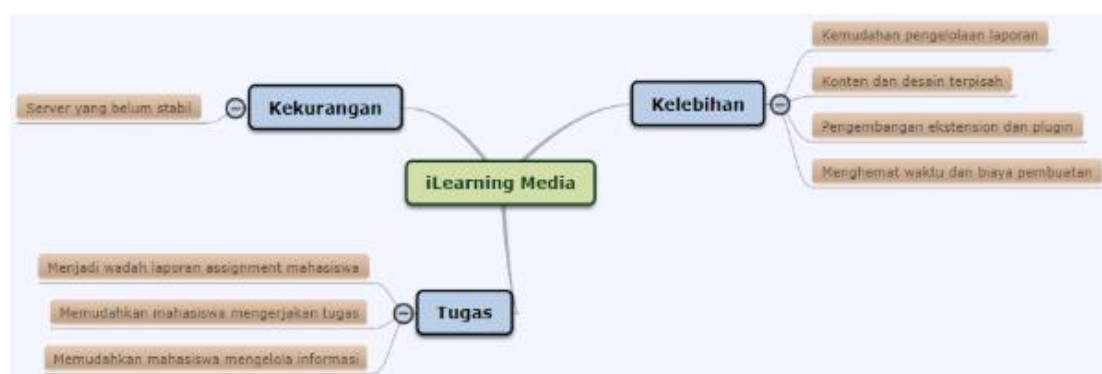 Kemudahan pengelolaan laporan
Konten dan desain terpisah
Kekurangan
Kelebihan
Server yang belum stabil
Pengembangan ekstension dan plugin
Menghemat waktu dan biaya pembuatan
iLearning Media
Menjadi wadah laporan assignment mahasiswa
Memudahkan mahasiswa mengerjakan tugas
Tugas
Memudahkan mahasiswa mengelola informasi